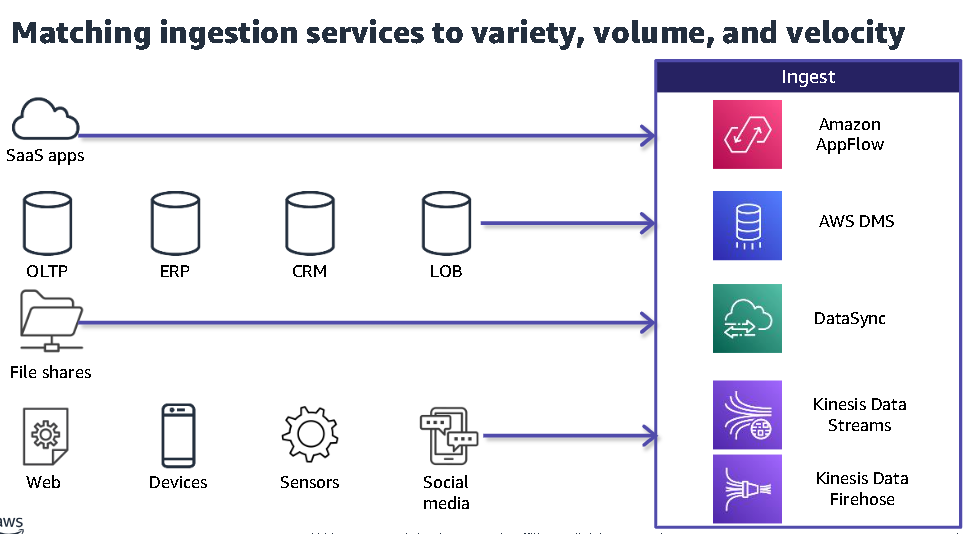 Matching ingestion services to variety, volume, and velocity
Ingest
SaaS apps
Amazon
AppFlow
OLTP
ERP
CRM
LOB
AWS DMS
File shares
DataSync
Web
Devices
Sensors
Social
media
Kinesis Data
Streams
Kinesis Data
Firehose
aws